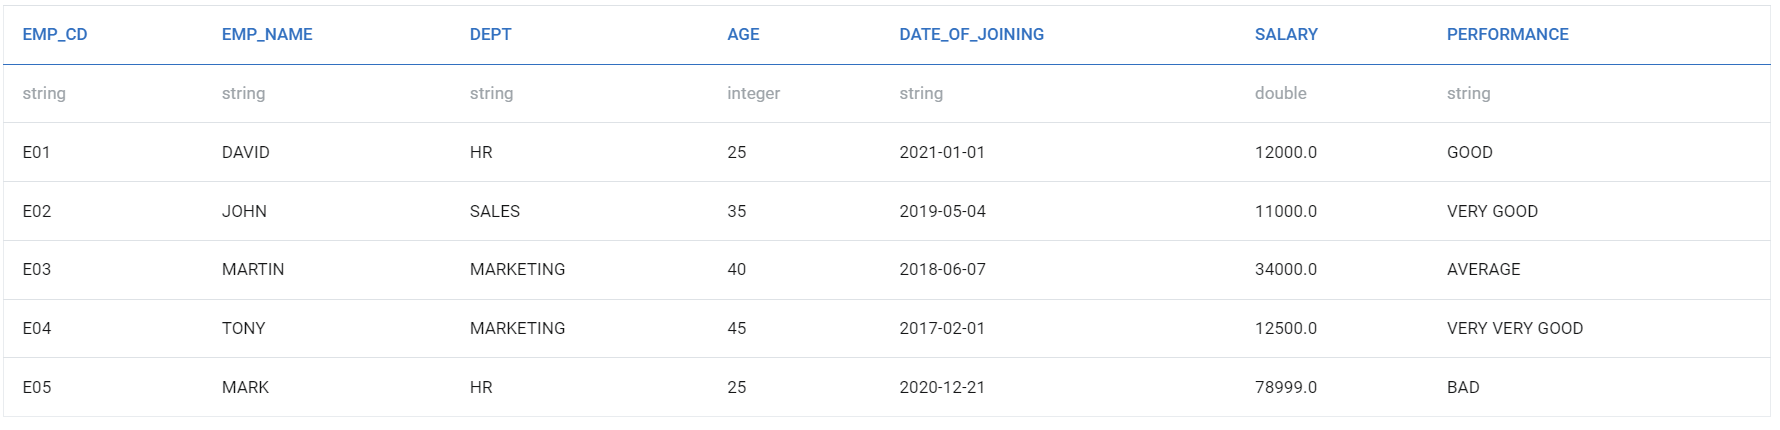 EMP_CD EMP_NAME DEPT AGE DATE_OF_JOINING SALARY PERFORMANCE
string string string integer string double string
E01 DAVID HR 25 2021-01-01 12000.0 GOOD
E02 JOHN SALES 35 2019-05-04 11000.0 VERY GOOD
E03 MARTIN MARKETING 40 2018-06-07 34000.0 AVERAGE
E04 TONY MARKETING 45 2017-02-01 12500.0 VERY VERY GOOD
E05 MARK HR 25 2020-12-21 78999.0 BAD